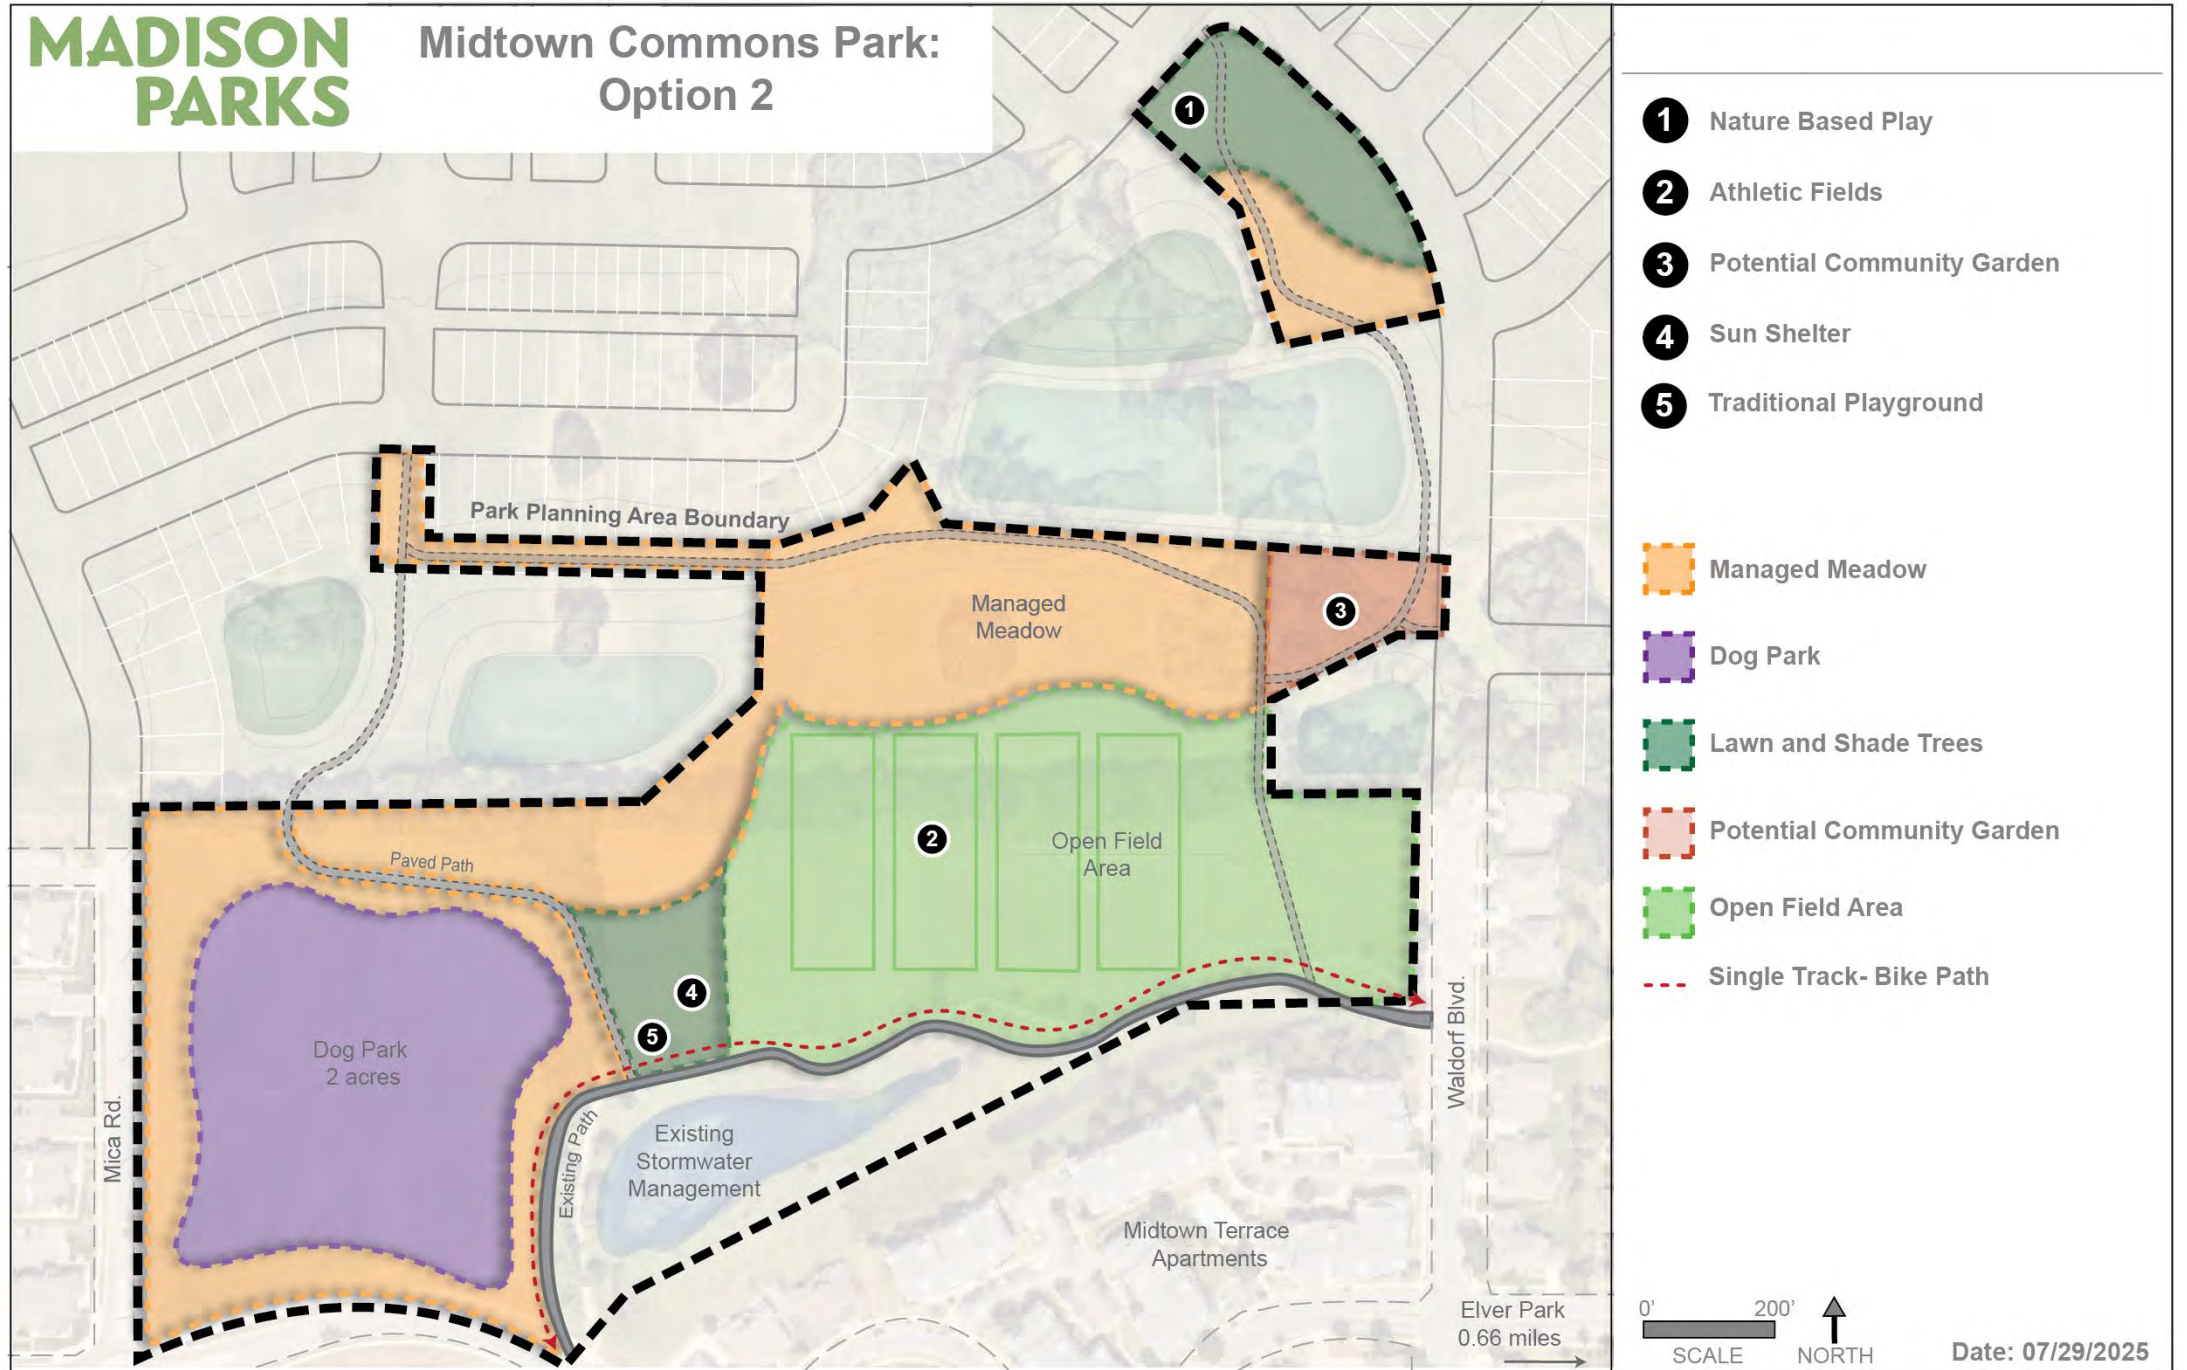 MADISON
PARKS
Midtown Commons Park:
Option 2
1
Park Planning Area Boundary
Managed
Meadow
3
2
Open Field
Area
Paved Path
4
5
Dog Park
2 acres
Mica Rd.
Existing Path
Existing
Stormwater
Management
Waldorf Blvd.
Midtown Terrace
Apartments
Elver Park
0.66 miles
1 Nature Based Play
2 Athletic Fields
3 Potential Community Garden
4 Sun Shelter
5 Traditional Playground
Managed Meadow
Dog Park
Lawn and Shade Trees
Potential Community Garden
Open Field Area
Single Track- Bike Path
0' 200'
SCALE
NORTH
Date: 07/29/2025